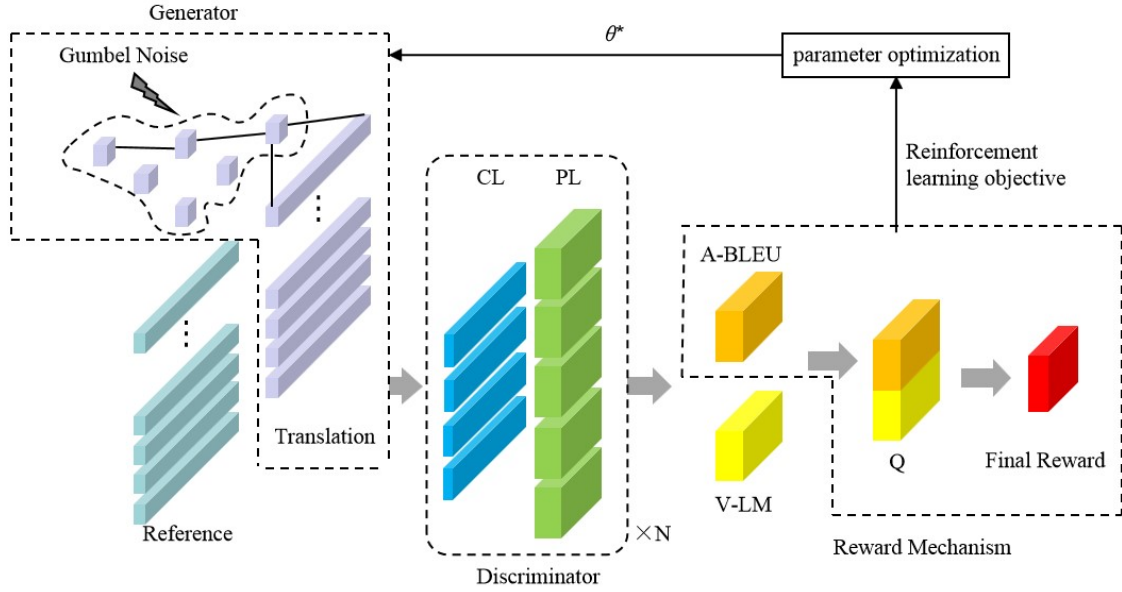 Generator
Gumbel Noise
θ*
parameter optimization
Reinforcement
learning objective
CL
PL
A-BLEU
Translation
Q
Final Reward
V-LM
Reference
×N
Reward Mechanism
Discriminator